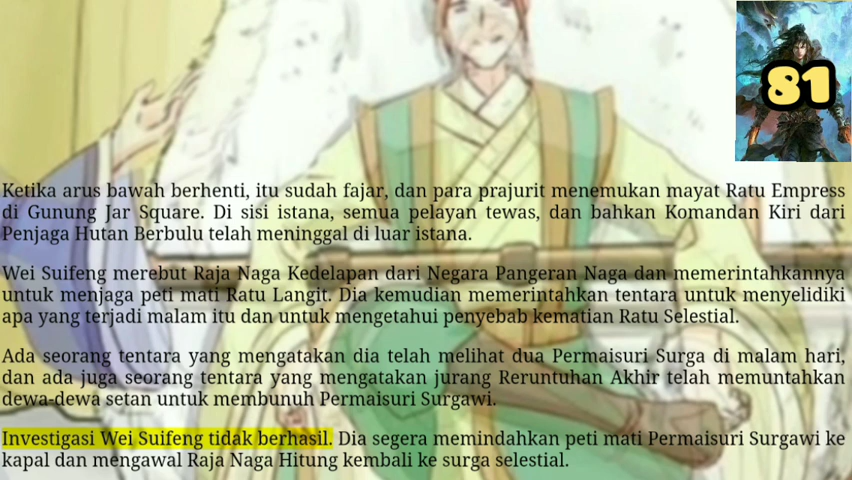 81
Ketika arus bawah berhenti, itu sudah fajar, dan para prajurit menemukan mayat Ratu Empress
di Gunung Jar Square. Di sisi istana, semua pelayan tewas, dan bahkan Komandan Kiri dari
Penjaga Hutan Berbulu telah meninggal di luar istana.
Wei Suifeng merebut Raja Naga Kedelapan dari Negara Pangeran Naga dan memerintahkannya
untuk menjaga peti mati Ratu Langit. Dia kemudian memerintahkan tentara untuk menyelidiki
apa yang terjadi malam itu dan untuk mengetahui penyebab kematian Ratu Selestial.
Ada seorang tentara yang mengatakan dia telah melihat dua Permaisuri Surga di malam hari,
dan ada juga seorang tentara yang mengatakan jurang Reruntuhan Akhir telah memuntahkan
dewa-dewa setan untuk membunuh Permaisuri Surgawi.
Investigasi Wei Suifeng tidak berhasil. Dia segera memindahkan peti mati Permaisuri Surgawi ke
kapal dan mengawal Raja Naga Hitung kembali ke surga selestial.